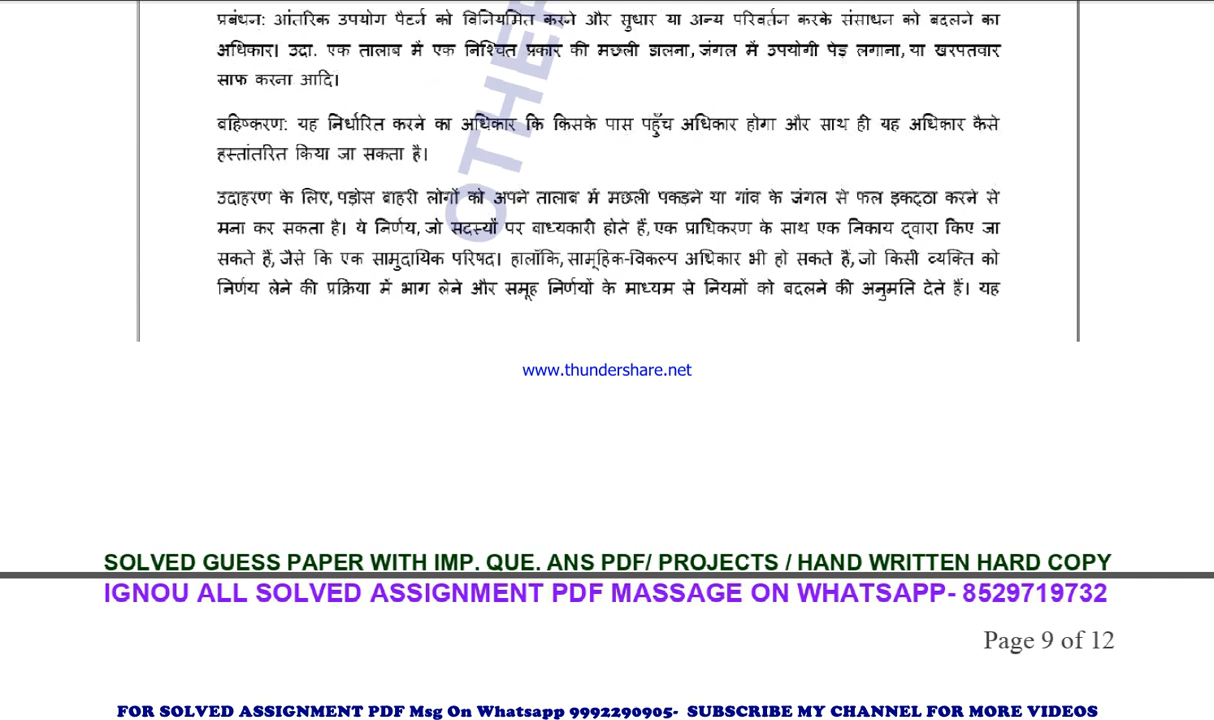 प्रबंधन: आंतरिक उपयोग पैटर्न को विनियमित करने और सुधार या अन्य परिवर्तन करके संसाधन को बदलने का
अधिकार। उदा. एक तालाब में एक निश्चित प्रकार की मछली डालना, जंगल में उपयोगी पेड़ लगाना, या खरपतवार
साफ करना आदि।
बहिष्करण: यह निर्धारित करने का अधिकार कि किसके पास पहुँच अधिकार होगा और साथ ही यह अधिकार कैसे
हस्तांतरित किया जा सकता है।
उदाहरण के लिए, पड़ोस बाहरी लोगों को अपने तालाब में मछली पकड़ने या गांव के जंगल से फल इकट्ठा करने से
मना कर सकता है। ये निर्णय, जो सदस्यों पर बाध्यकारी होते हैं, एक प्राधिकरण के साथ एक निकाय द्वारा किए जा
सकते हैं, जैसे कि एक सामुदायिक परिषद। हालाँकि, सामूहिक-विकल्प अधिकार भी हो सकते हैं, जो किसी व्यक्ति को
निर्णय लेने की प्रक्रिया में भाग लेने और समूह निर्णयों के माध्यम से नियमों को बदलने की अनुमति देते हैं। यह
OTHER
www.thundershare.net
SOLVED GUESS PAPER WITH IMP. QUE. ANS PDF/ PROJECTS / HAND WRITTEN HARD COPY
IGNOU ALL SOLVED ASSIGNMENT PDF MASSAGE ON WHATSAPP- 8529719732
Page 9 of 12
FOR SOLVED ASSIGNMENT PDF Msg On Whatsapp 9992290905- SUBSCRIBE MY CHANNEL FOR MORE VIDEOS